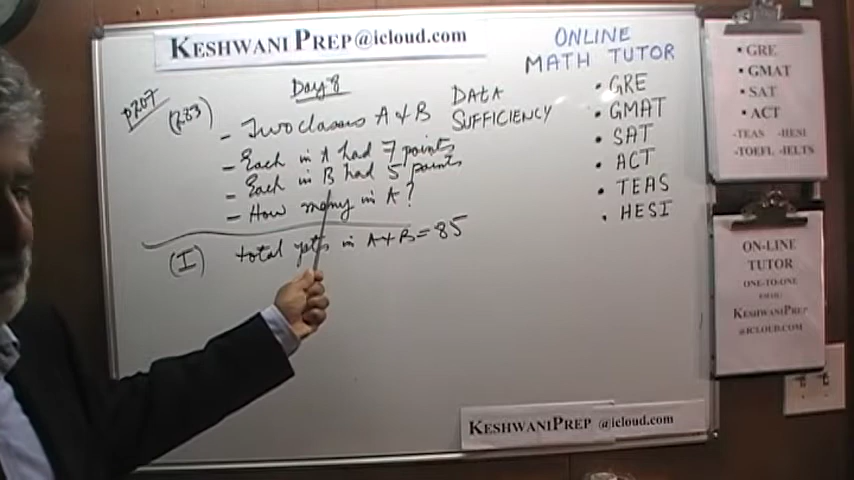 KESHWANI PREP@icloud.com
Day 8
p207
(283)
- Two classes A & B
DATA
SUFFICIENCY
- Each in A had 7 points
- Each in B had 5 points
- How many in A?
(I) total pts in A + B = 85
ONLINE
MATH TUTOR
• GRE
• GMAT
• SAT
• ACT
• TEAS
• HESI
• GRE
• GMAT
• SAT
• ACT
-TEAS -HESI
-TOEFL -IELTS
ON-LINE
TUTOR
ONE-TO-ONE
EMAIL:
KESHWANIPREP
@ICLOUD.COM
KESHWANIPREP @icloud.com